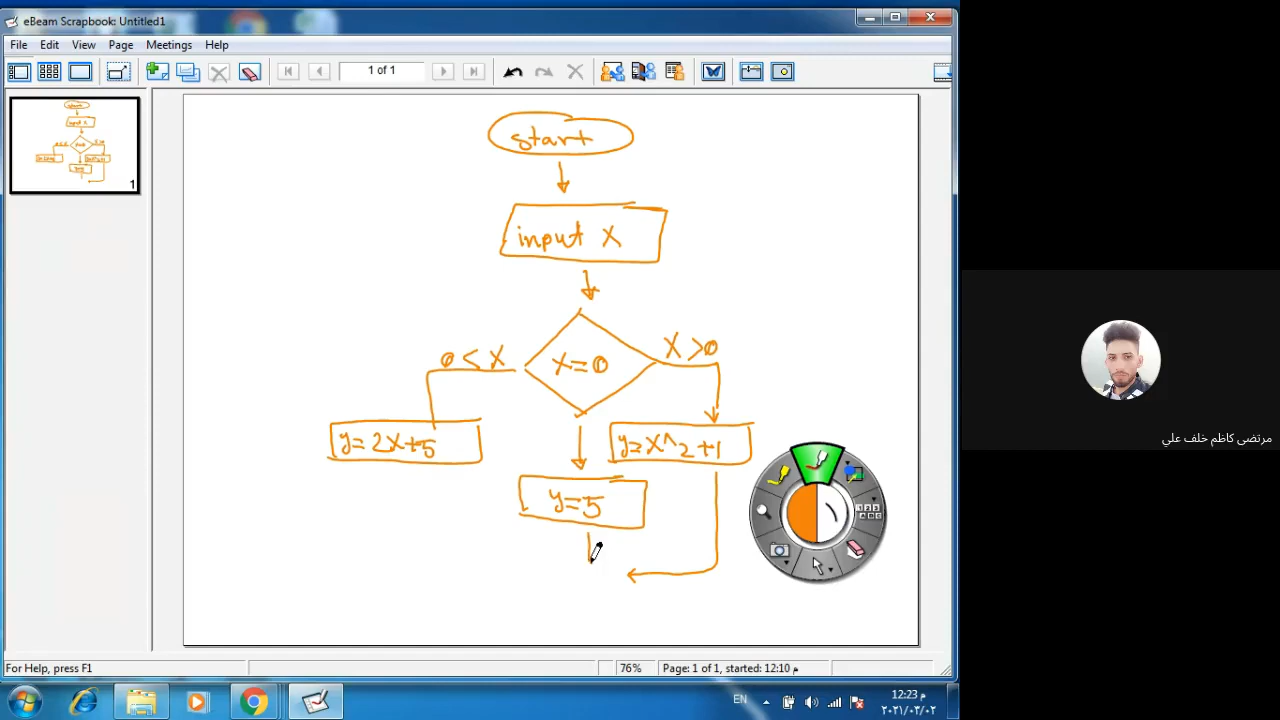 eBeam Scrapbook: Untitled1
File Edit View Page Meetings Help
1 of 1
1
start
input X
X=0
0 < X
X >0
y=2X+5
y=X^2+1
y=5
مرتضى كاظم خلف علي
For Help, press F1
76%
Page: 1 of 1, started: 12:10 م
EN
12:23 م
٢٠٢١/٠٣/٠٢